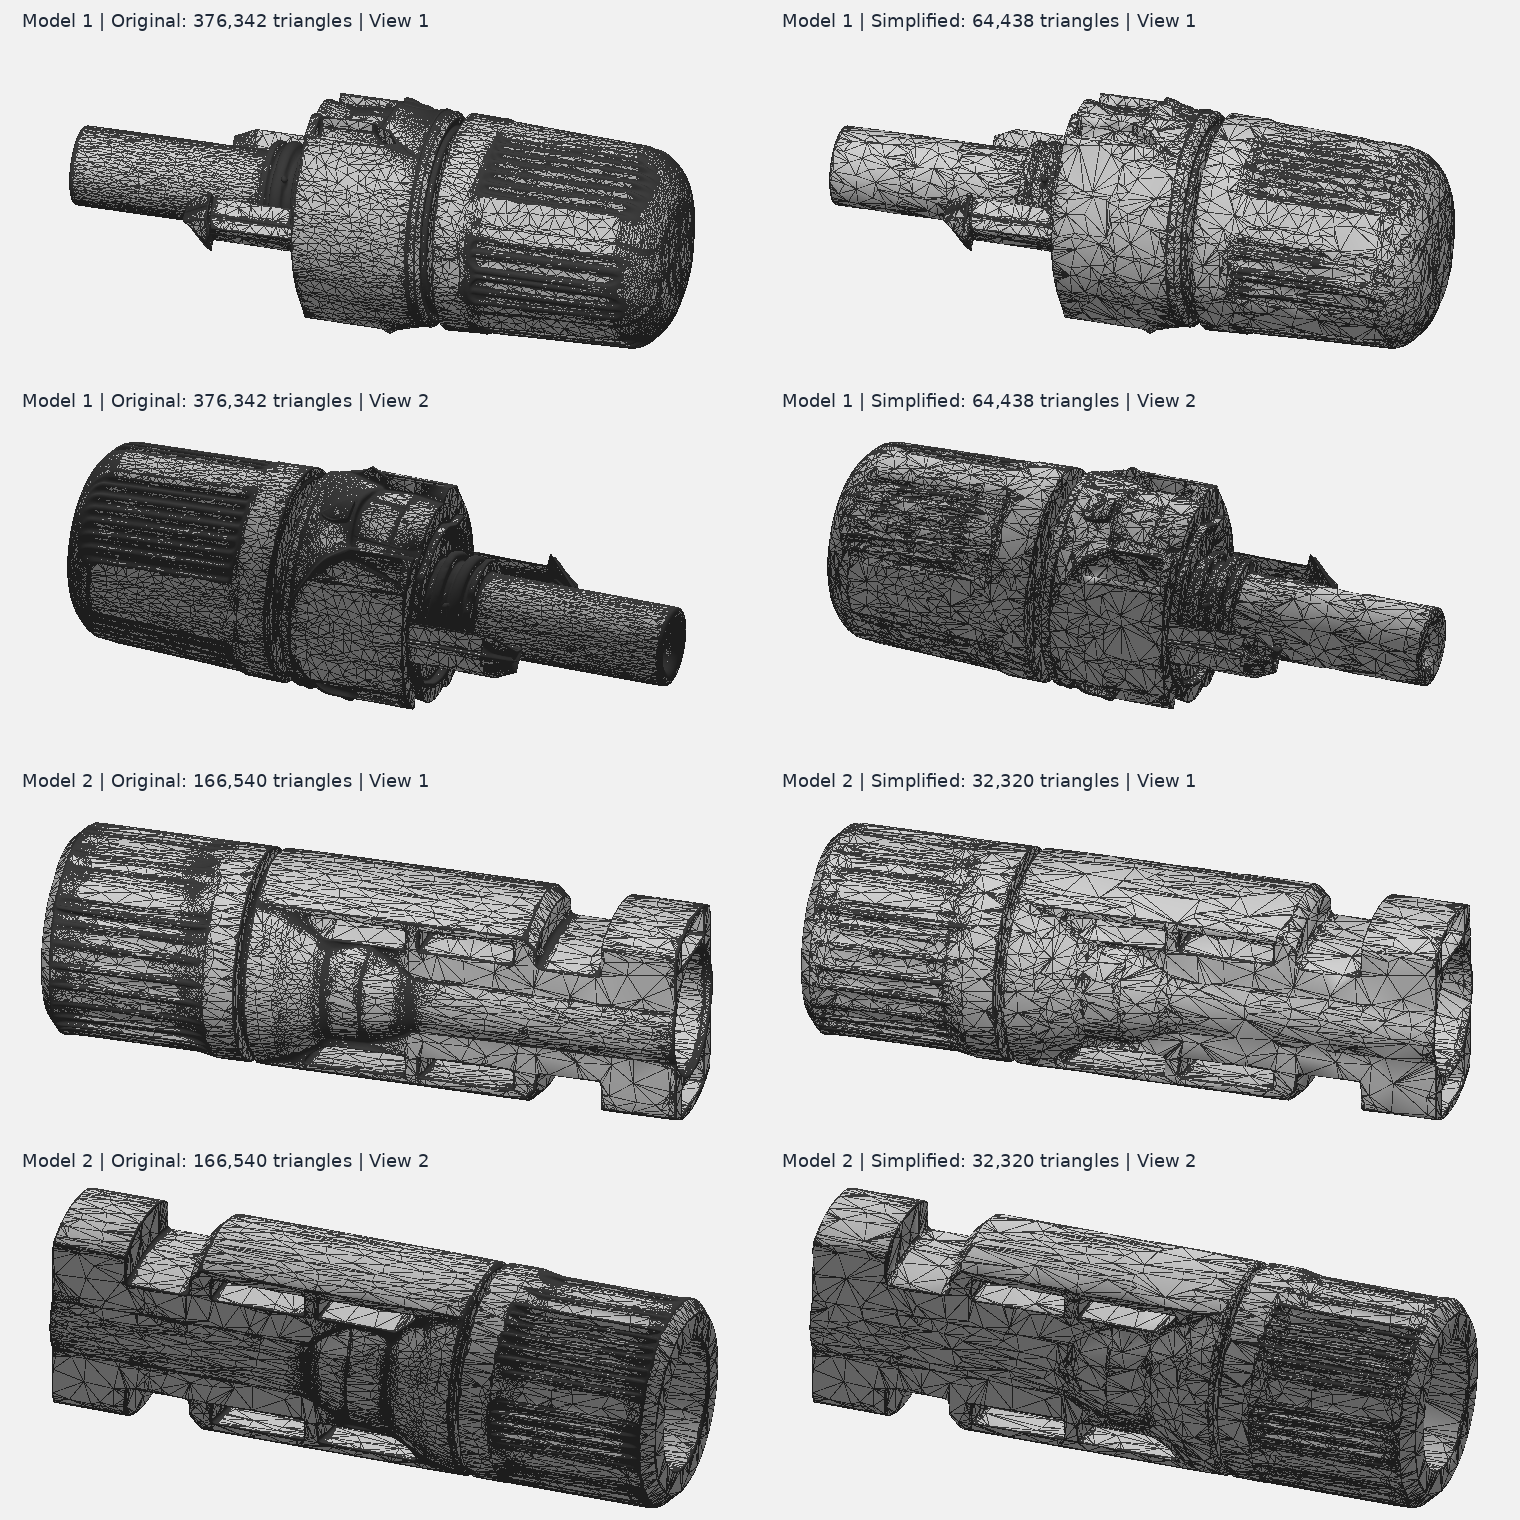 Model 1 | Original: 376,342 triangles | View 1
Model 1 | Simplified: 64,438 triangles | View 1
Model 1 | Original: 376,342 triangles | View 2
Model 1 | Simplified: 64,438 triangles | View 2
Model 2 | Original: 166,540 triangles | View 1
Model 2 | Simplified: 32,320 triangles | View 1
Model 2 | Original: 166,540 triangles | View 2
Model 2 | Simplified: 32,320 triangles | View 2